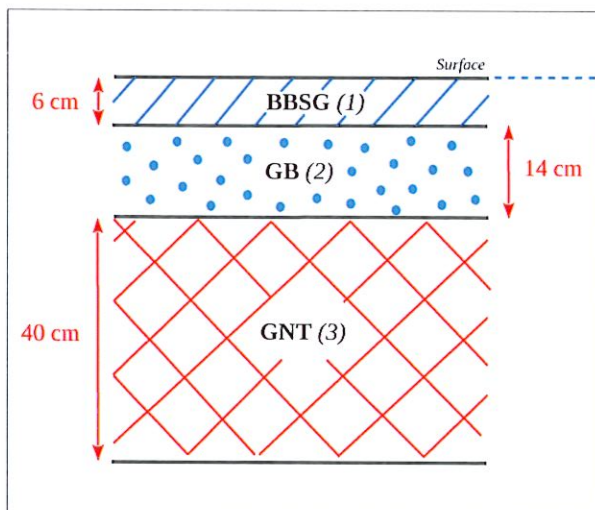 Surface
6 cm
BBSG (1)
GB (2)
14 cm
40 cm
GNT (3)